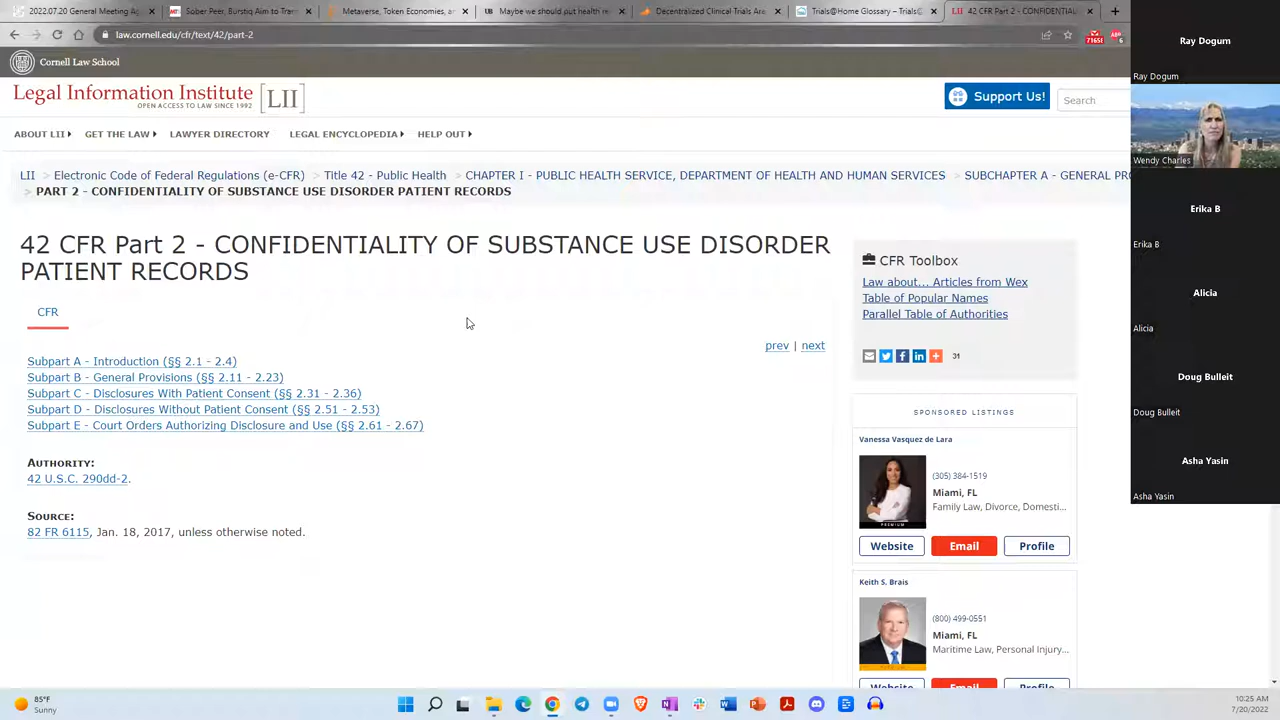 2022.07.20 General Meeting A
Sober Peer, Burstiq Aim to Trans
Metaverse, Token Economies, an
Maybe we should put health re
Decentralized Clinical Trials Are
Trials@Home Glossary – Trials@
42 CFR Part 2 - CONFIDENTIAL
law.cornell.edu/cfr/text/42/part-2
Cornell Law School
Legal Information Institute [LII]
OPEN ACCESS TO LAW SINCE 1992
Support Us!
Search
ABOUT LII
GET THE LAW
LAWYER DIRECTORY
LEGAL ENCYCLOPEDIA
HELP OUT
LII > Electronic Code of Federal Regulations (e-CFR) > Title 42 - Public Health > CHAPTER I - PUBLIC HEALTH SERVICE, DEPARTMENT OF HEALTH AND HUMAN SERVICES > SUBCHAPTER A - GENERAL PRO
> PART 2 - CONFIDENTIALITY OF SUBSTANCE USE DISORDER PATIENT RECORDS
42 CFR Part 2 - CONFIDENTIALITY OF SUBSTANCE USE DISORDER
PATIENT RECORDS
CFR
prev | next
Subpart A - Introduction (§§ 2.1 - 2.4)
Subpart B - General Provisions (§§ 2.11 - 2.23)
Subpart C - Disclosures With Patient Consent (§§ 2.31 - 2.36)
Subpart D - Disclosures Without Patient Consent (§§ 2.51 - 2.53)
Subpart E - Court Orders Authorizing Disclosure and Use (§§ 2.61 - 2.67)
AUTHORITY:
42 U.S.C. 290dd-2.
SOURCE:
82 FR 6115, Jan. 18, 2017, unless otherwise noted.
CFR Toolbox
Law about... Articles from Wex
Table of Popular Names
Parallel Table of Authorities
31
SPONSORED LISTINGS
Vanessa Vasquez de Lara
(305) 384-1519
Miami, FL
Family Law, Divorce, Domesti...
PREMIUM
Website
Email
Profile
Keith S. Brais
(800) 499-0551
Miami, FL
Maritime Law, Personal Injury...
Website
Email
Profile
Ray Dogum
Ray Dogum
Wendy Charles
Erika B
Erika B
Alicia
Alicia
Doug Bulleit
Doug Bulleit
Asha Yasin
Asha Yasin
85°F
Sunny
10:25 AM
7/20/2022